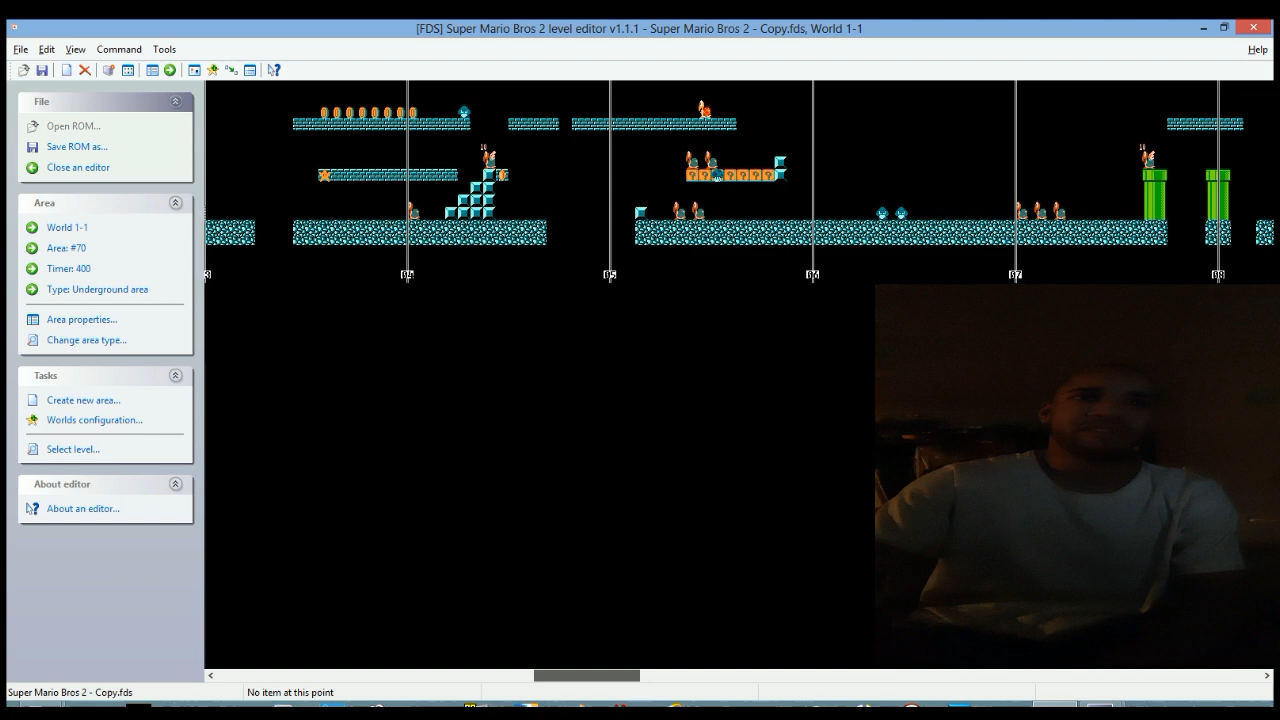 [FDS] Super Mario Bros 2 level editor v1.1.1 - Super Mario Bros 2 - Copy.fds, World 1-1
File Edit View Command Tools Help
File
Open ROM...
Save ROM as...
Close an editor
Area
World 1-1
Area: #70
Timer: 400
Type: Underground area
Area properties...
Change area type...
Tasks
Create new area...
Worlds configuration...
Select level...
About editor
About an editor...
3 04 05 06 07 08
Super Mario Bros 2 - Copy.fds No item at this point